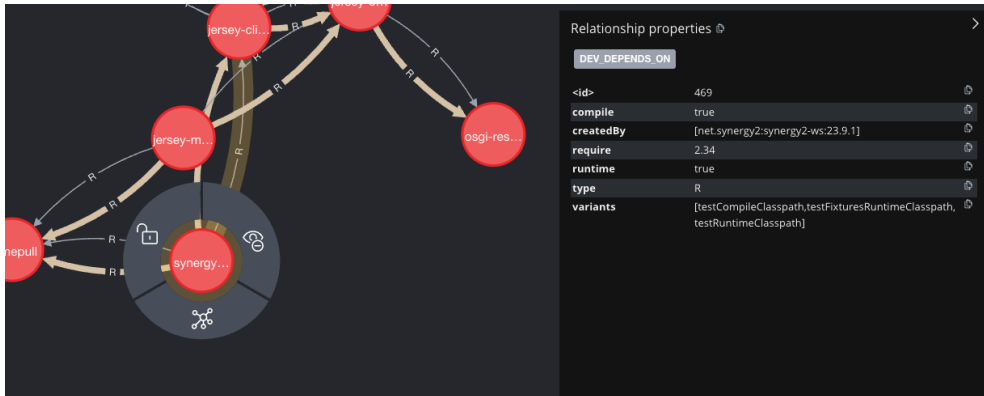 jersey-cli...
R
R
R
R
R
jersey-m...
osgi-res...
R
R
R
mepull
R
synergy...
R
Relationship properties
DEV_DEPENDS_ON
<id> 469
compile true
createdBy [net.synergy2:synergy2-ws:23.9.1]
require 2.34
runtime true
type R
variants [testCompileClasspath,testFixturesRuntimeClasspath,
testRuntimeClasspath]